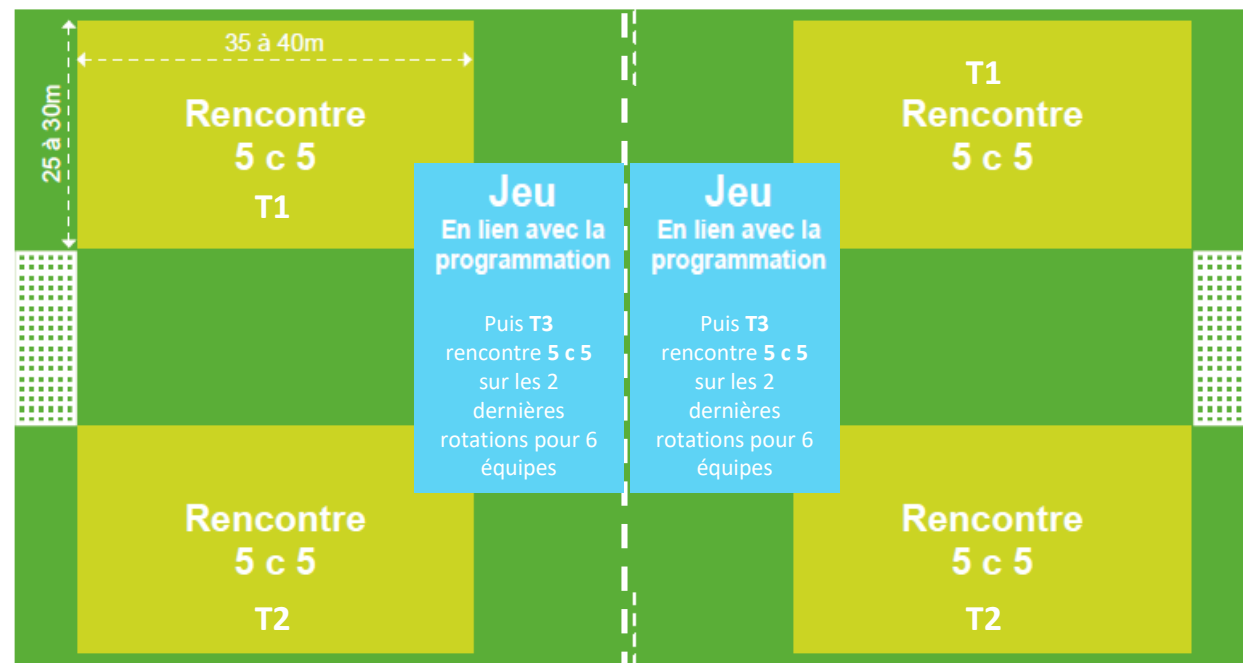 35 à 40m
25 à 30m
Rencontre
5 c 5
T1
T1
Rencontre
5 c 5
Jeu
En lien avec la
programmation
Puis T3
rencontre 5 c 5
sur les 2
dernières
rotations pour 6
équipes
Jeu
En lien avec la
programmation
Puis T3
rencontre 5 c 5
sur les 2
dernières
rotations pour 6
équipes
Rencontre
5 c 5
T2
Rencontre
5 c 5
T2